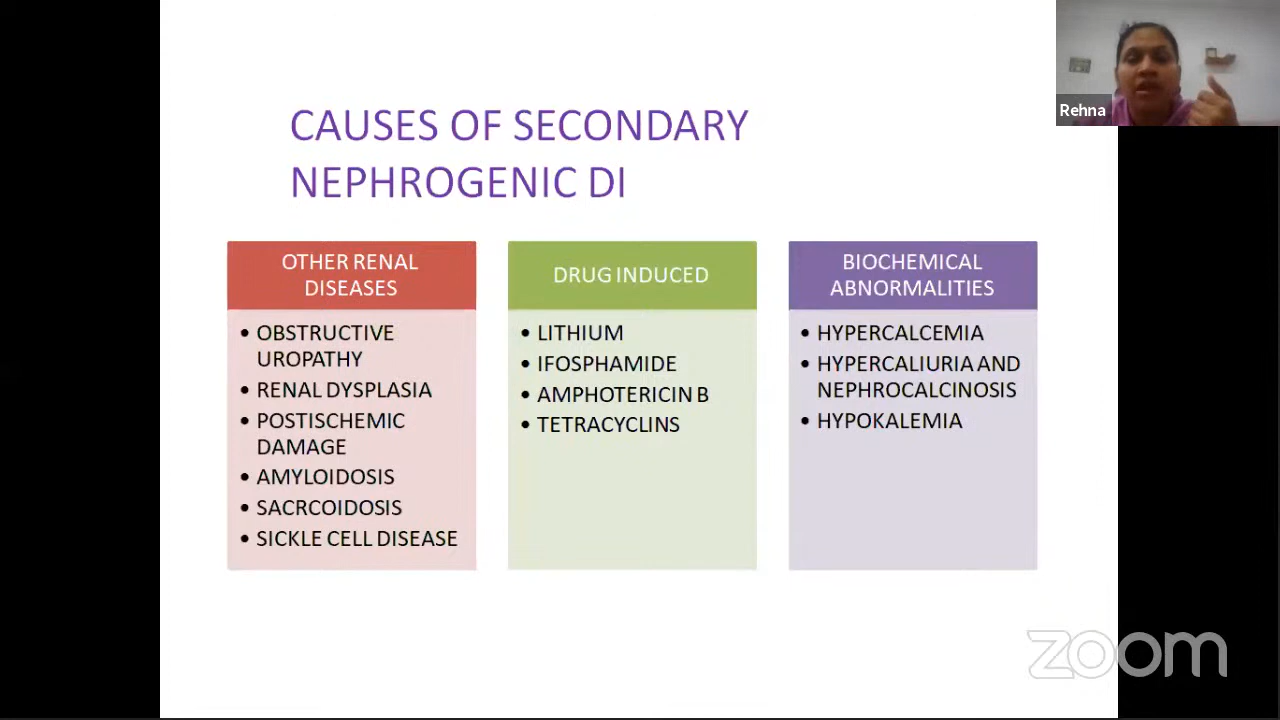 CAUSES OF SECONDARY
NEPHROGENIC DI
Rehna
OTHER RENAL
DISEASES
• OBSTRUCTIVE
UROPATHY
• RENAL DYSPLASIA
• POSTISCHEMIC
DAMAGE
• AMYLOIDOSIS
• SACRCOIDOSIS
• SICKLE CELL DISEASE
DRUG INDUCED
• LITHIUM
• IFOSPHAMIDE
• AMPHOTERICIN B
• TETRACYCLINS
BIOCHEMICAL
ABNORMALITIES
• HYPERCALCEMIA
• HYPERCALIURIA AND
NEPHROCALCINOSIS
• HYPOKALEMIA
zoom